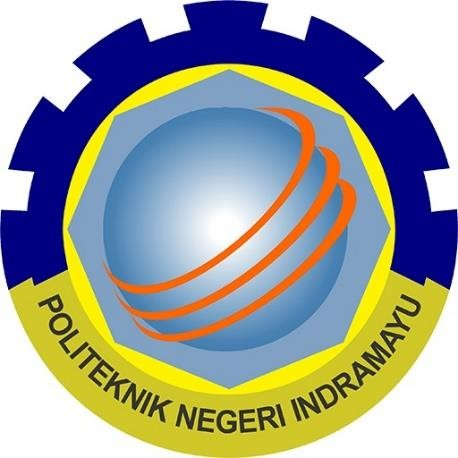 POLITEKNIK NEGERI INDRAMAYU